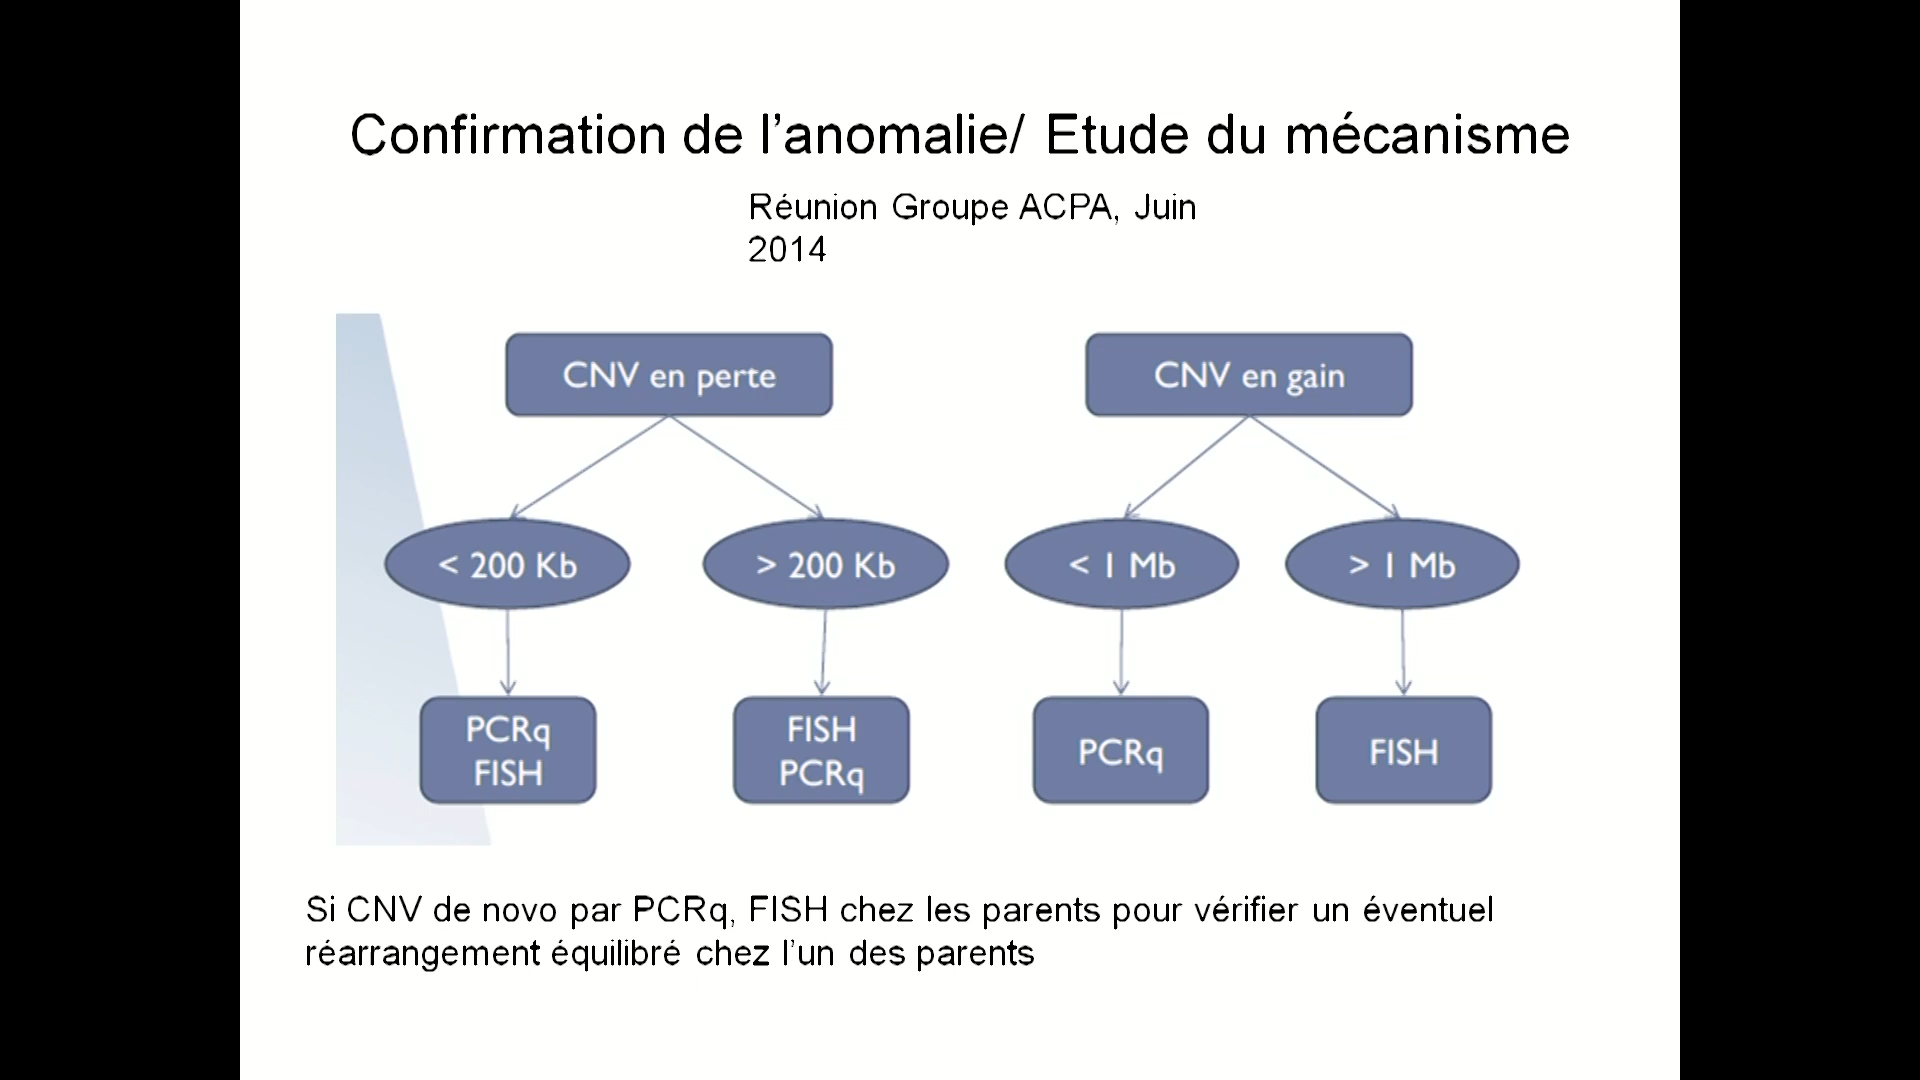 Confirmation de l’anomalie/ Etude du mécanisme
Réunion Groupe ACPA, Juin
2014
CNV en perte
CNV en gain
< 200 Kb
> 200 Kb
< 1 Mb
> 1 Mb
PCRq
FISH
FISH
PCRq
PCRq
FISH
Si CNV de novo par PCRq, FISH chez les parents pour vérifier un éventuel
réarrangement équilibré chez l’un des parents